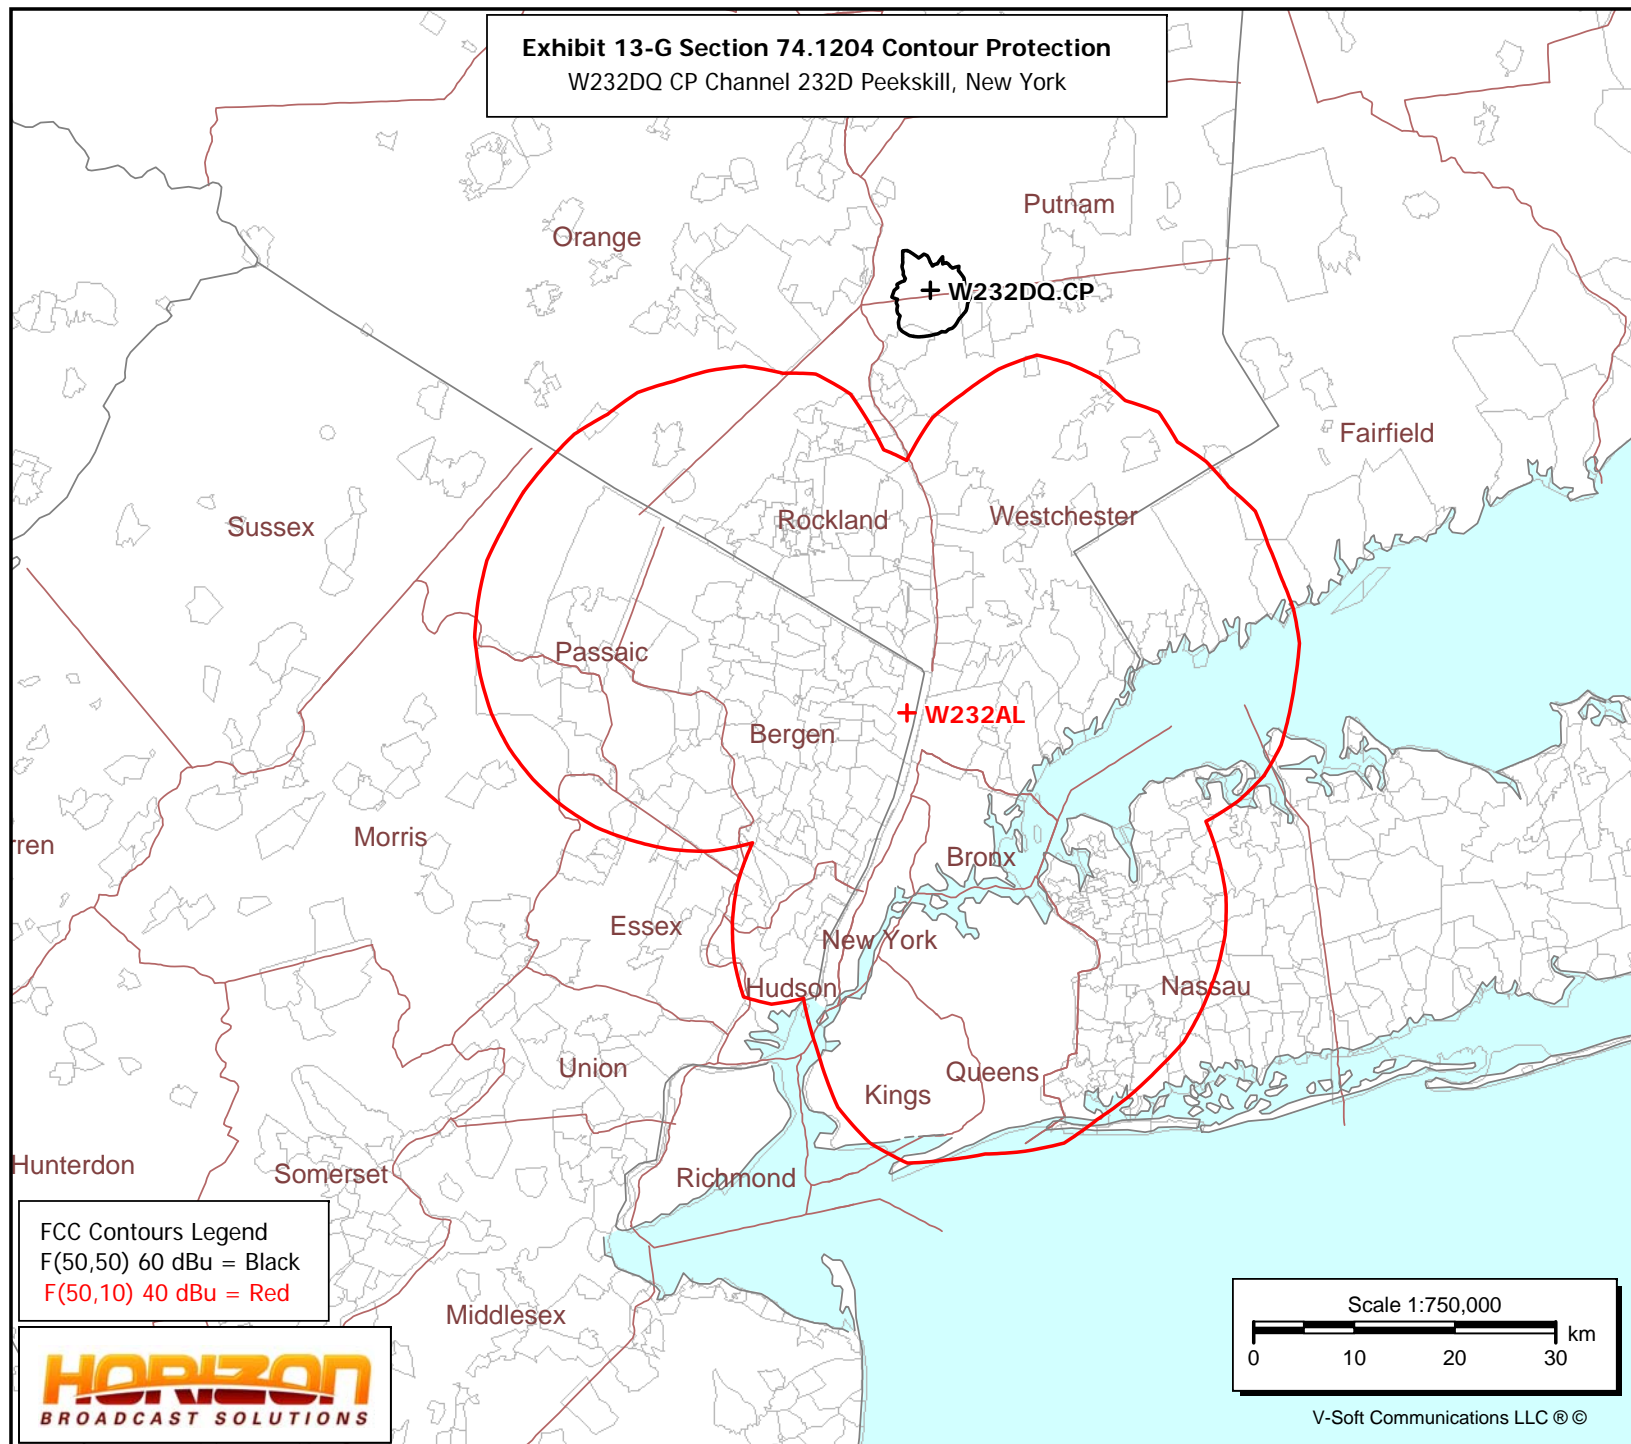 Exhibit 13-G Section 74.1204 Contour Protection
W232DQ CP Channel 232D Peekskill, New York
Putnam
Orange
W232DQ.CP
Fairfield
Sussex
Rockland
Westchester
Passaic
W232AL
Bergen
rren
Morris
Bronx
Essex
New York
Hudson
Nassau
Union
Queens
Kings
Hunterdon
Somerset
Richmond
FCC Contours Legend
F(50,50) 60 dBu = Black
F(50,10) 40 dBu = Red
Middlesex
Scale 1:750,000
km
0 10 20 30
HORIZON
BROADCAST SOLUTIONS
V-Soft Communications LLC ® ©